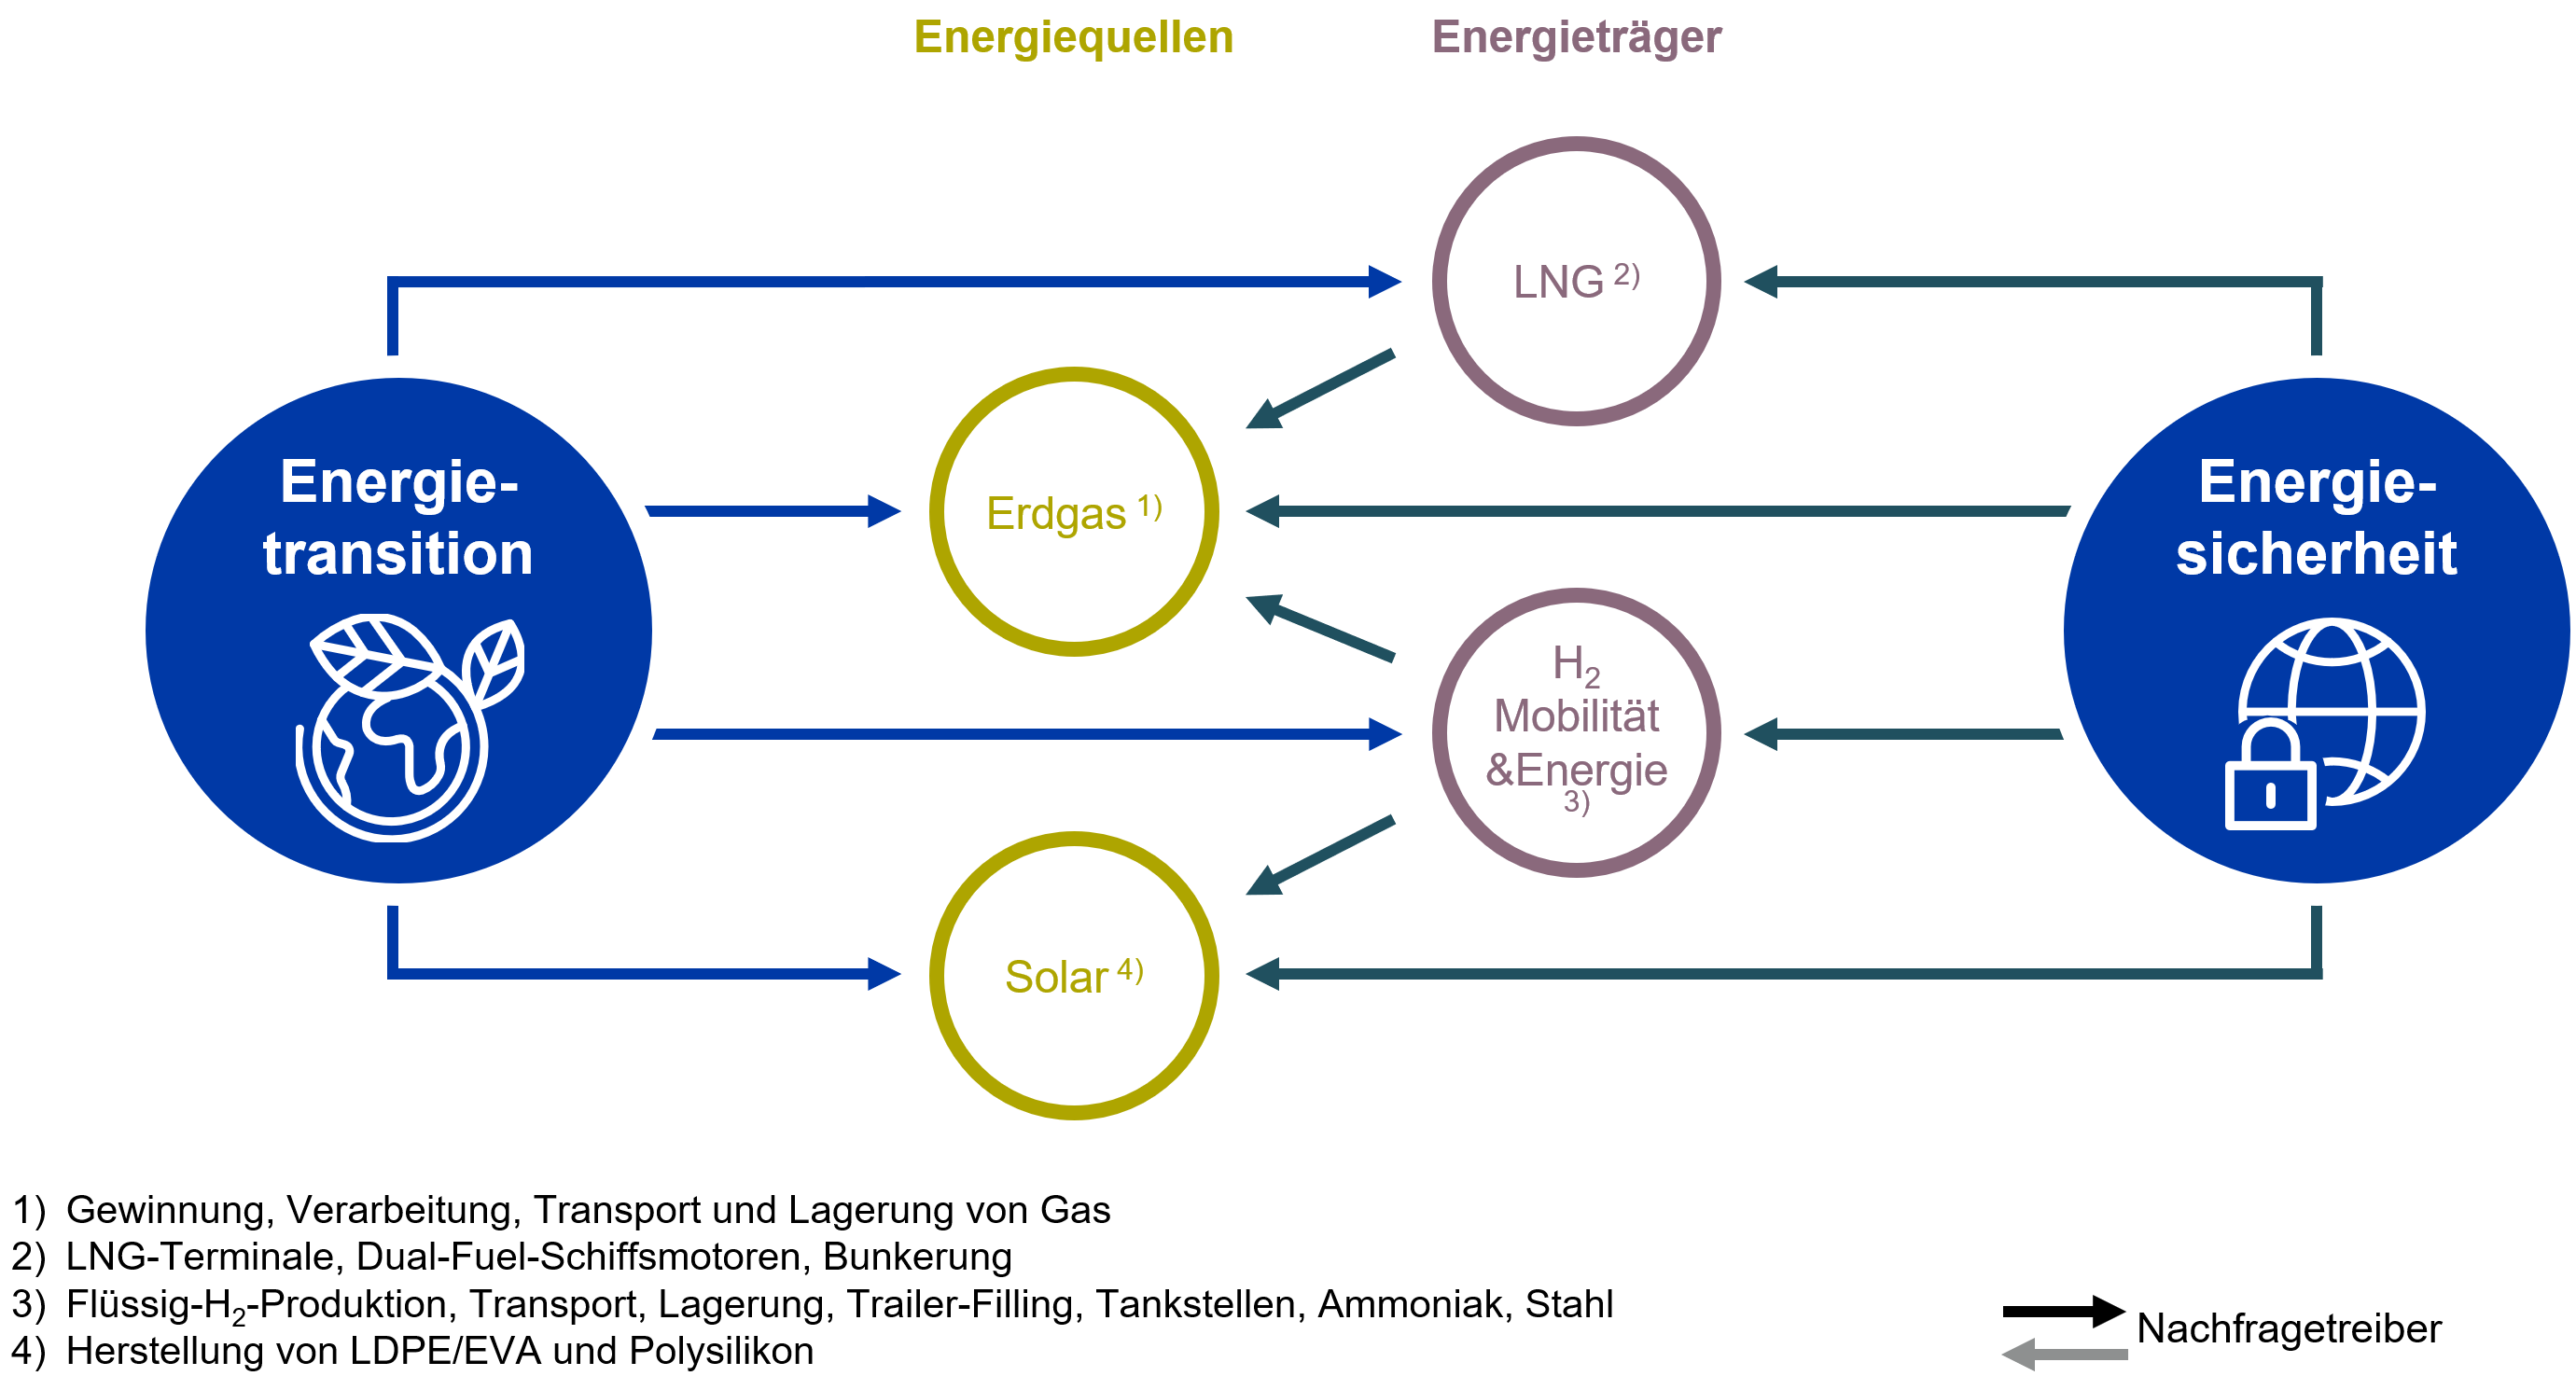 Energiequellen
Energieträger
LNG 2)
Energie-
transition
Erdgas 1)
Energie-
sicherheit
H2
Mobilität
&Energie
3)
Solar 4)
1) Gewinnung, Verarbeitung, Transport und Lagerung von Gas
2) LNG-Terminale, Dual-Fuel-Schiffsmotoren, Bunkerung
3) Flüssig-H2-Produktion, Transport, Lagerung, Trailer-Filling, Tankstellen, Ammoniak, Stahl
4) Herstellung von LDPE/EVA und Polysilikon
Nachfragetreiber